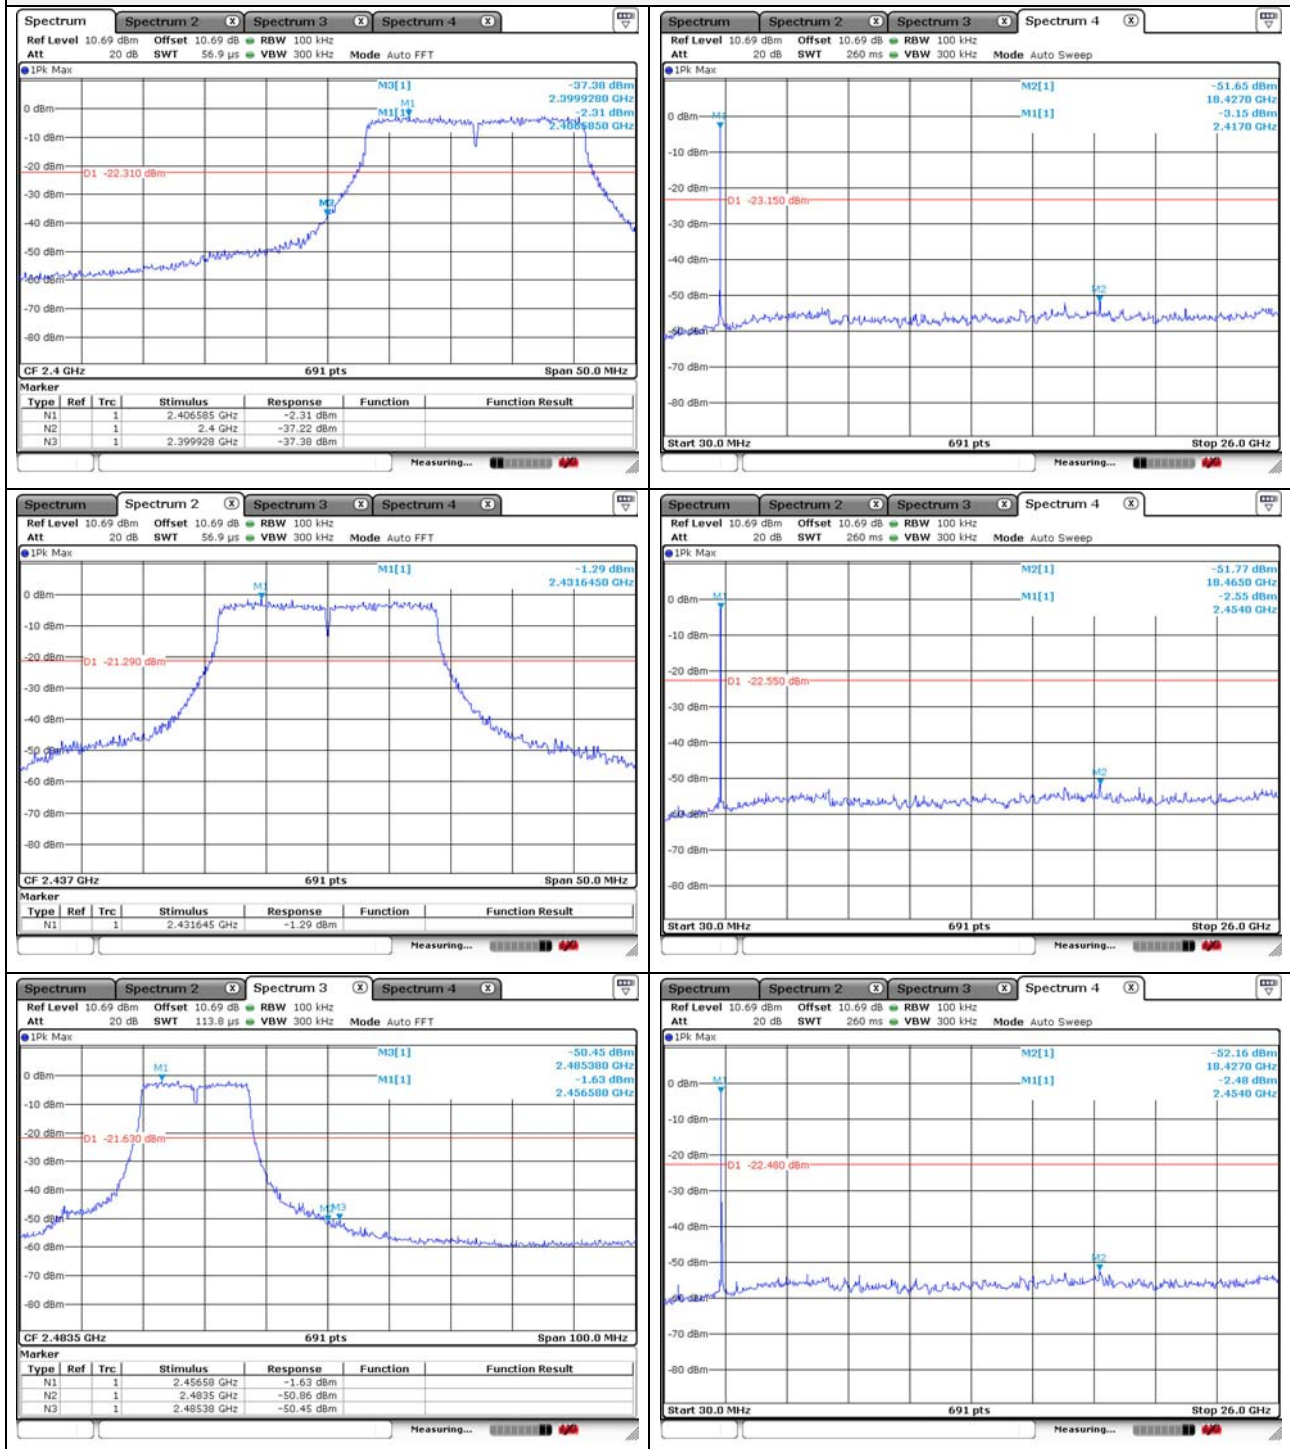 Spectrum Spectrum 2 X Spectrum 3 X Spectrum 4 X
Ref Level 10.69 dBm Offset 10.69 dB RBW 100 kHz
Att 20 dB SWT 56.9 µs VBW 300 kHz Mode Auto FFT
1Pk Max
M3[1] -37.38 dBm
2.3999280 GHz
M1[1] -2.31 dBm
2.4065850 GHz
M1
0 dBm
-10 dBm
-20 dBm
D1 -22.310 dBm
-30 dBm
M2
-40 dBm
-50 dBm
-60 dBm
-70 dBm
-80 dBm
CF 2.4 GHz 691 pts Span 50.0 MHz
Marker
Type Ref Trc Stimulus Response Function Function Result
N1 1 2.406585 GHz -2.31 dBm
N2 1 2.4 GHz -37.22 dBm
N3 1 2.399928 GHz -37.38 dBm
Measuring...
Spectrum Spectrum 2 X Spectrum 3 X Spectrum 4 X
Ref Level 10.69 dBm Offset 10.69 dB RBW 100 kHz
Att 20 dB SWT 260 ms VBW 300 kHz Mode Auto Sweep
1Pk Max
M2[1] -51.65 dBm
18.4270 GHz
M1[1] -3.15 dBm
2.4170 GHz
0 dBm M1
-10 dBm
-20 dBm
D1 -23.150 dBm
-30 dBm
-40 dBm
-50 dBm
M2
-60 dBm
-70 dBm
-80 dBm
Start 30.0 MHz 691 pts Stop 26.0 GHz
Measuring...
Spectrum Spectrum 2 X Spectrum 3 X Spectrum 4 X
Ref Level 10.69 dBm Offset 10.69 dB RBW 100 kHz
Att 20 dB SWT 56.9 µs VBW 300 kHz Mode Auto FFT
1Pk Max
M1[1] -1.29 dBm
2.4316450 GHz
M1
0 dBm
-10 dBm
-20 dBm
D1 -21.290 dBm
-30 dBm
-40 dBm
-50 dBm
-60 dBm
-70 dBm
-80 dBm
CF 2.437 GHz 691 pts Span 50.0 MHz
Marker
Type Ref Trc Stimulus Response Function Function Result
N1 1 2.431645 GHz -1.29 dBm
Measuring...
Spectrum Spectrum 2 X Spectrum 3 X Spectrum 4 X
Ref Level 10.69 dBm Offset 10.69 dB RBW 100 kHz
Att 20 dB SWT 260 ms VBW 300 kHz Mode Auto Sweep
1Pk Max
M2[1] -51.77 dBm
18.4650 GHz
M1[1] -2.55 dBm
2.4540 GHz
0 dBm M1
-10 dBm
-20 dBm
D1 -22.550 dBm
-30 dBm
-40 dBm
-50 dBm
M2
-60 dBm
-70 dBm
-80 dBm
Start 30.0 MHz 691 pts Stop 26.0 GHz
Measuring...
Spectrum Spectrum 2 X Spectrum 3 X Spectrum 4 X
Ref Level 10.69 dBm Offset 10.69 dB RBW 100 kHz
Att 20 dB SWT 113.8 µs VBW 300 kHz Mode Auto FFT
1Pk Max
M3[1] -50.45 dBm
2.485380 GHz
M1[1] -1.63 dBm
2.456580 GHz
M1
0 dBm
-10 dBm
-20 dBm
D1 -21.630 dBm
-30 dBm
-40 dBm
M2 M3
-50 dBm
-60 dBm
-70 dBm
-80 dBm
CF 2.4835 GHz 691 pts Span 100.0 MHz
Marker
Type Ref Trc Stimulus Response Function Function Result
N1 1 2.45658 GHz -1.63 dBm
N2 1 2.4835 GHz -50.86 dBm
N3 1 2.48538 GHz -50.45 dBm
Measuring...
Spectrum Spectrum 2 X Spectrum 3 X Spectrum 4 X
Ref Level 10.69 dBm Offset 10.69 dB RBW 100 kHz
Att 20 dB SWT 260 ms VBW 300 kHz Mode Auto Sweep
1Pk Max
M2[1] -52.16 dBm
18.4270 GHz
M1[1] -2.48 dBm
2.4540 GHz
0 dBm M1
-10 dBm
-20 dBm
D1 -22.480 dBm
-30 dBm
-40 dBm
-50 dBm
M2
-60 dBm
-70 dBm
-80 dBm
Start 30.0 MHz 691 pts Stop 26.0 GHz
Measuring...